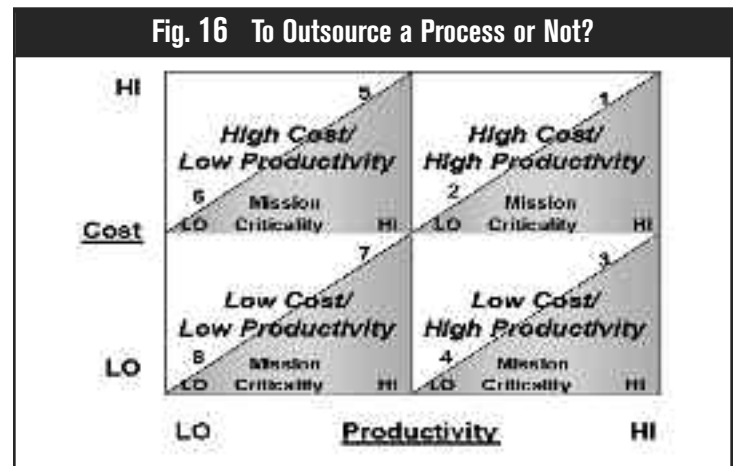 Fig. 16 To Outsource a Process or Not?
HI
5
High Cost/
Low Productivity
6
Mission
LO Criticality HI
1
High Cost/
High Productivity
2
Mission
LO Criticality HI
Cost
7
Low Cost/
Low Productivity
8
Mission
LO Criticality HI
3
Low Cost/
High Productivity
4
Mission
LO Criticality HI
LO
LO Productivity HI